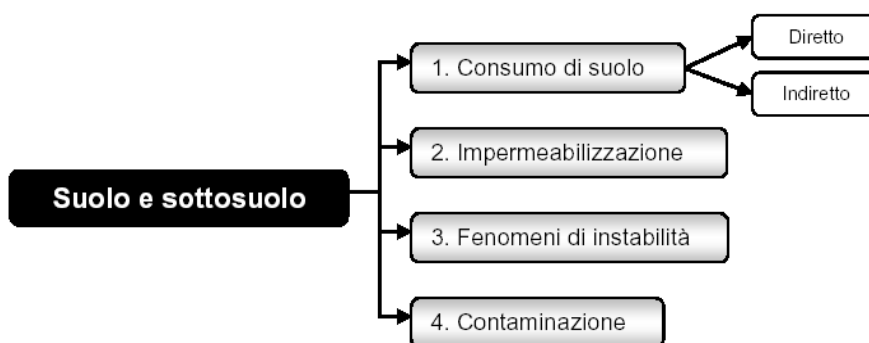 Suolo e sottosuolo
1. Consumo di suolo
Diretto
Indiretto
2. Impermeabilizzazione
3. Fenomeni di instabilità
4. Contaminazione